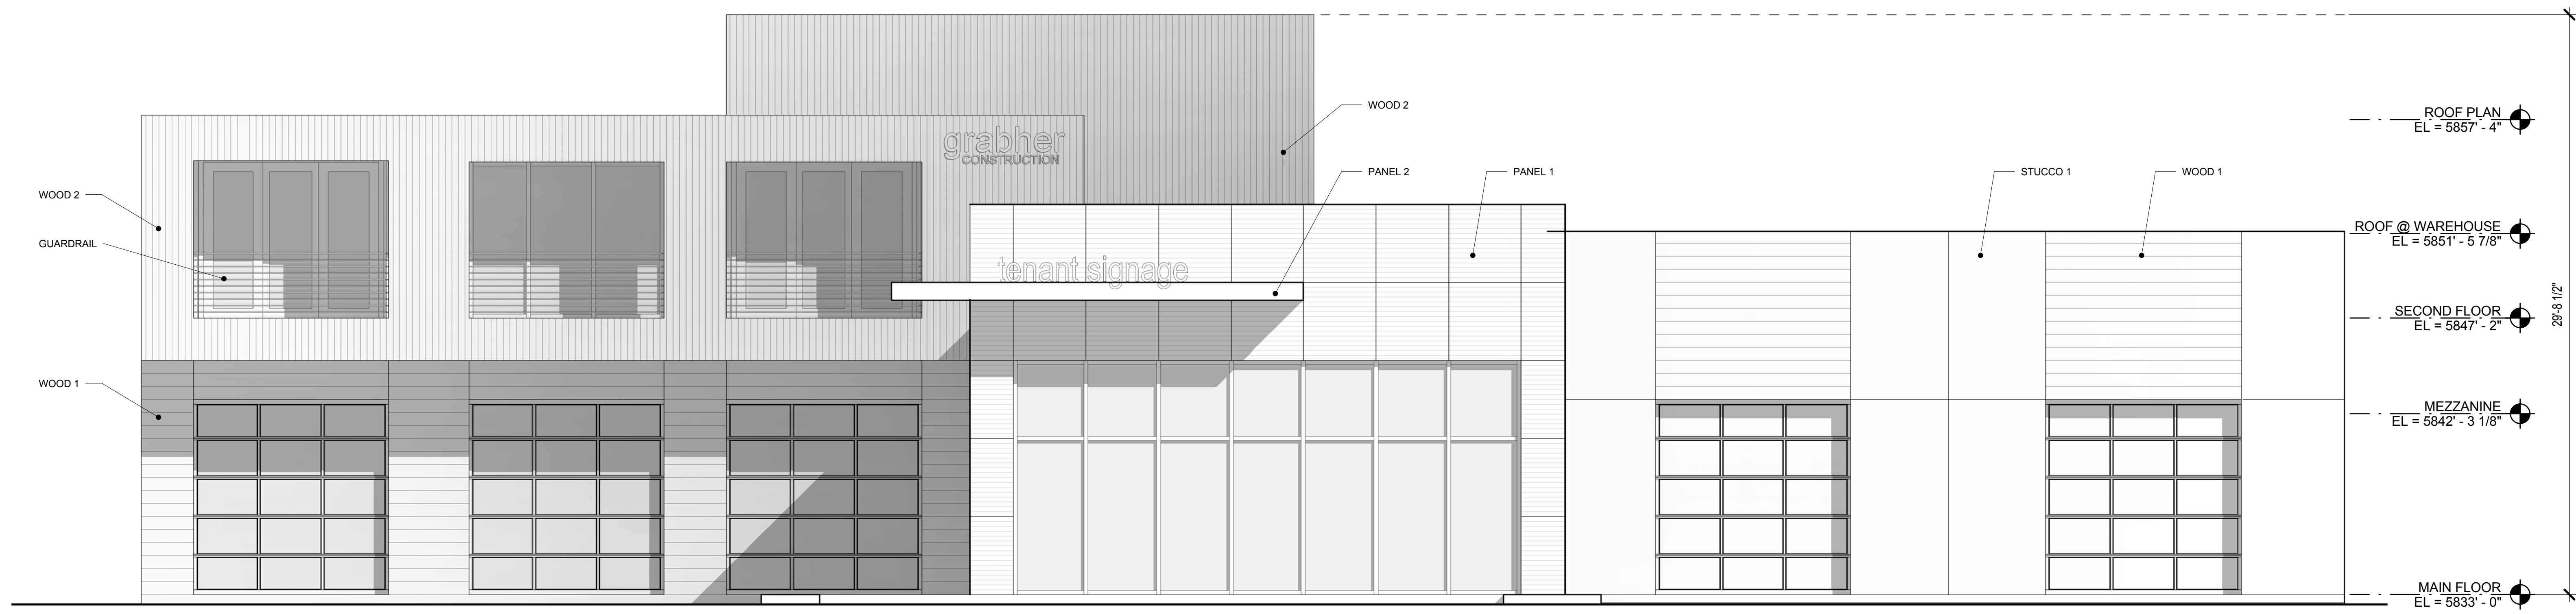 WOOD 2
GUARDRAIL
WOOD 1
grabher
CONSTRUCTION
tenant signage
WOOD 2
PANEL 2
PANEL 1
STUCCO 1
WOOD 1
ROOF PLAN
EL = 5857' - 4"
ROOF @ WAREHOUSE
EL = 5851' - 5 7/8"
SECOND FLOOR
EL = 5847' - 2"
MEZZANINE
EL = 5842' - 3 1/8"
MAIN FLOOR
EL = 5833' - 0"
29'-8 1/2"